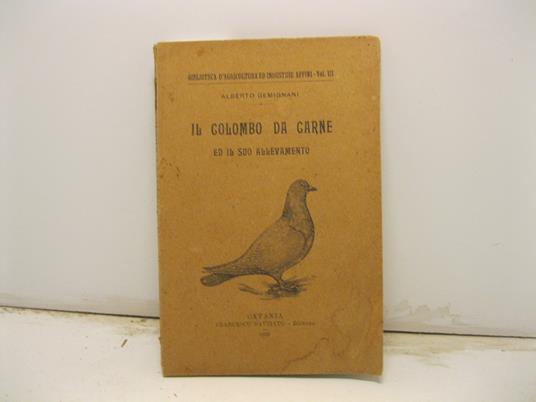 BIBLIOTECA D'AGRICOLTURA ED INDUSTRIE AFFINI - Vol. III
ALBERTO GEMIGNANI
IL COLOMBO DA CARNE
ED IL SUO ALLEVAMENTO
CATANIA
FRANCESCO BATTIATO - Editore